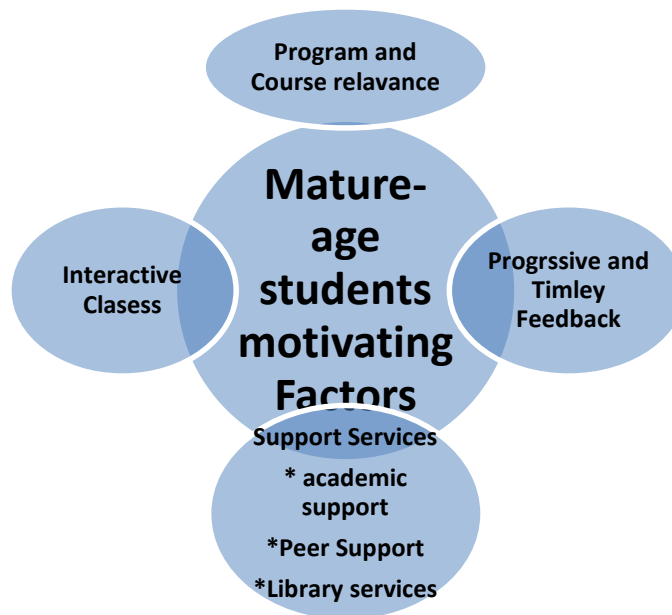 Program and
Course relavance
Mature-
age
students
motivating
Factors
Interactive
Clasess
Progrssive and
Timley
Feedback
Support Services
* academic
support
*Peer Support
*Library services